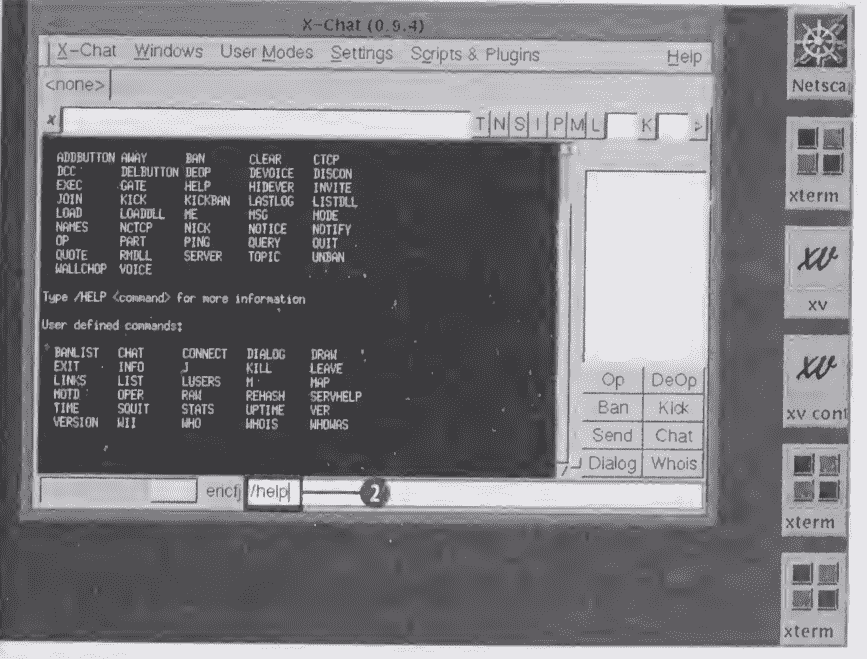 X-Chat (0.9.4)
X-Chat Windows User Modes Settings Scripts & Plugins Help
<none>
x T N S I P M L K >
ADDBUTTON AWAY BAN CLEAR CTCP
DCC DELBUTTON DEOP DEVOICE DISCON
EXEC GATE HELP HIDEVER INVITE
JOIN KICK KICKBAN LASTLOG LISTDLL
LOAD LOADDLL ME MSG MODE
NAMES NCTCP NICK NOTICE NOTIFY
OP PART PING QUERY QUIT
QUOTE RMDLL SERVER TOPIC UNBAN
WALLCHOP VOICE
Type /HELP <command> for more information
User defined commands:
BANLIST CHAT CONNECT DIALOG DRAW
EXIT INFO J KILL LEAVE
LINKS LIST LUSERS M MAP
MOTD OPER RAW REHASH SERVHELP
TIME SQUIT STATS UPTIME VER
VERSION WII WHO WHOIS WHOWAS
Op DeOp
Ban Kick
Send Chat
Dialog Whois
ericfj /help 2
Netsca
xterm
xv
xv
xv
xv cont
xterm
xterm